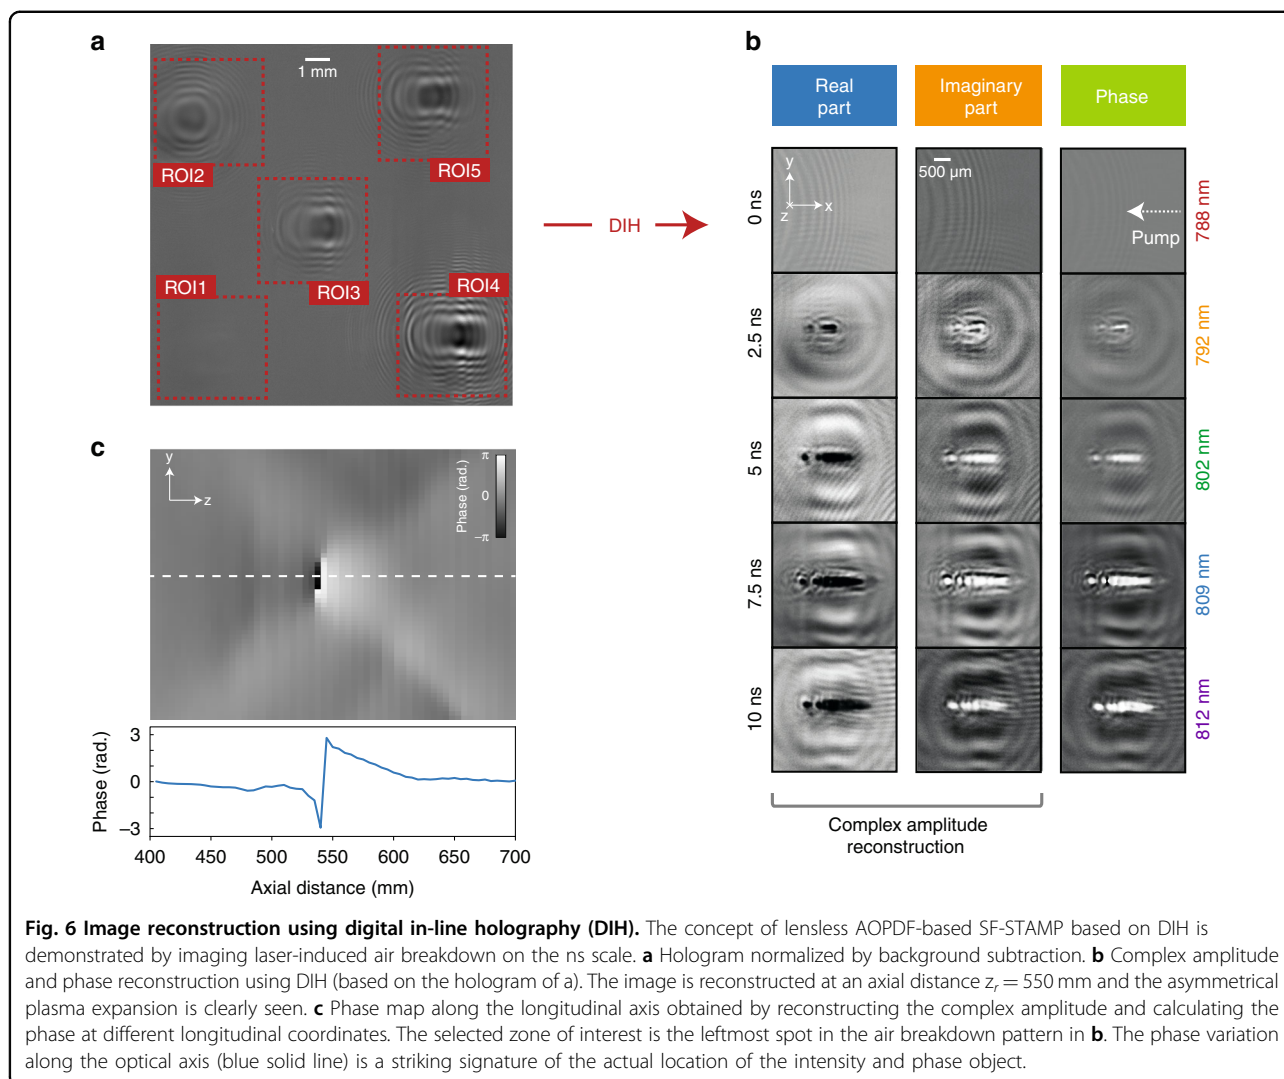 a
1 mm
ROI2
ROI5
ROI3
ROI1
ROI4
DIH
b
Real part
Imaginary part
Phase
y
z
x
500 µm
Pump
0 ns
788 nm
2.5 ns
792 nm
5 ns
802 nm
7.5 ns
809 nm
10 ns
812 nm
Complex amplitude
reconstruction
c
y
z
Phase (rad.)
π
0
−π
Phase (rad.)
3
0
−3
400 450 500 550 600 650 700
Axial distance (mm)
Fig. 6 Image reconstruction using digital in-line holography (DIH). The concept of lensless AOPDF-based SF-STAMP based on DIH is
demonstrated by imaging laser-induced air breakdown on the ns scale. a Hologram normalized by background subtraction. b Complex amplitude
and phase reconstruction using DIH (based on the hologram of a). The image is reconstructed at an axial distance zr = 550 mm and the asymmetrical
plasma expansion is clearly seen. c Phase map along the longitudinal axis obtained by reconstructing the complex amplitude and calculating the
phase at different longitudinal coordinates. The selected zone of interest is the leftmost spot in the air breakdown pattern in b. The phase variation
along the optical axis (blue solid line) is a striking signature of the actual location of the intensity and phase object.